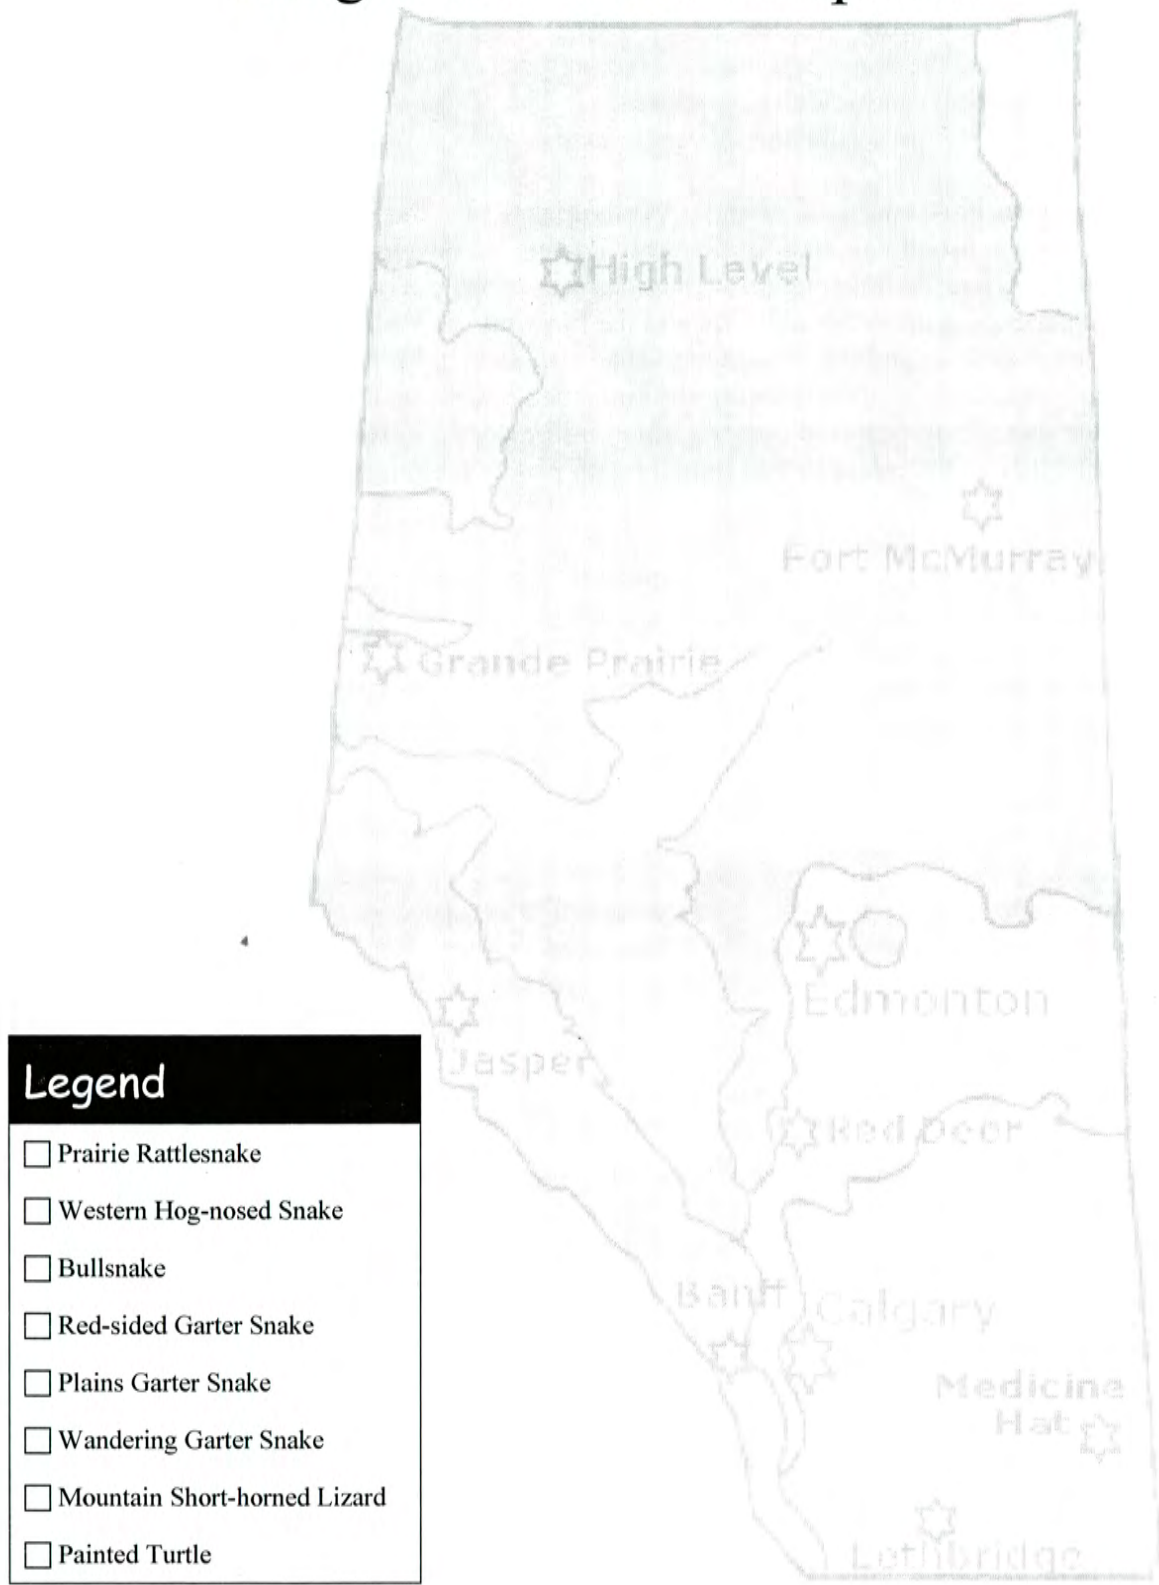 High Level
Fort McMurray
Grande Prairie
Edmonton
Jasper
Legend
Red Deer
Prairie Rattlesnake
Western Hog-nosed Snake
Bullsnake
Banff
Calgary
Red-sided Garter Snake
Plains Garter Snake
Medicine
Hat
Wandering Garter Snake
Mountain Short-horned Lizard
Painted Turtle
Lethbridge